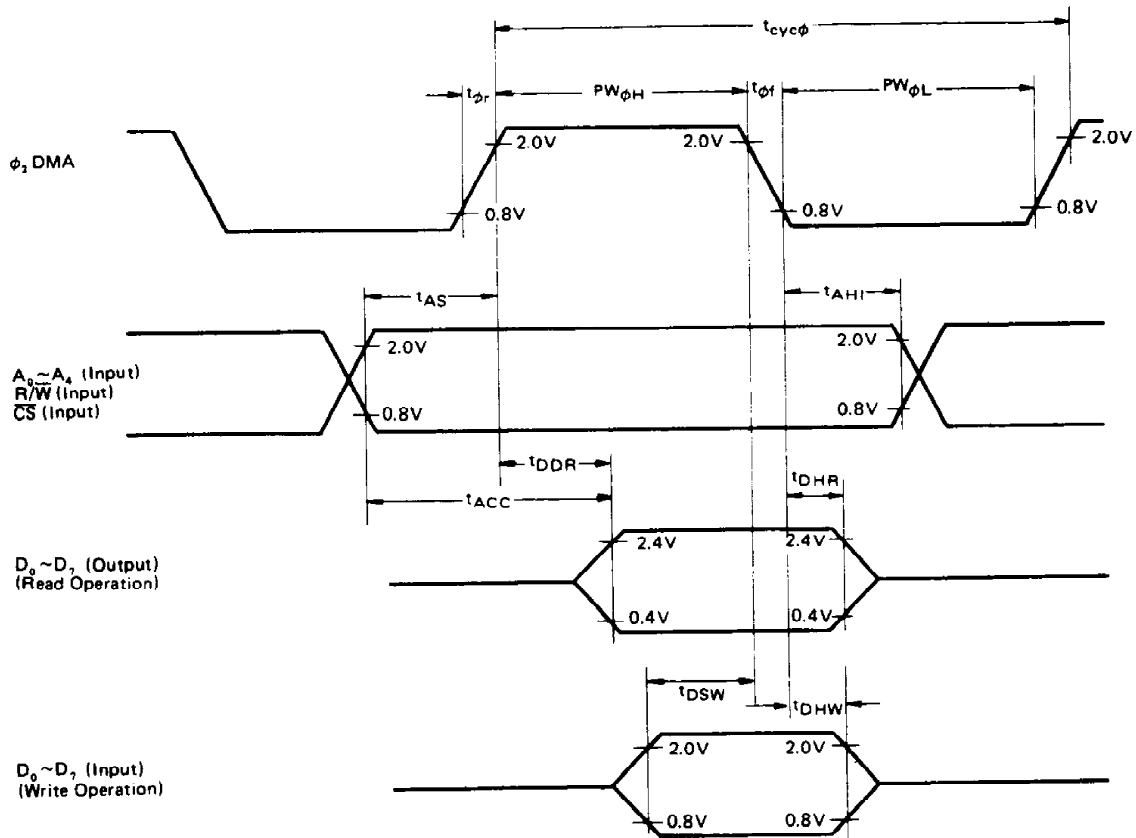 tcycφ
tφr
PWφH
tφf
PWφL
φ₂ DMA
2.0V
2.0V
2.0V
0.8V
0.8V
0.8V
tAS
tAHI
A₀~A₄ (Input)
R/W̅ (Input)
C̅S̅ (Input)
2.0V
2.0V
0.8V
0.8V
tDDR
tDHR
tACC
D₀~D₇ (Output)
(Read Operation)
2.4V
2.4V
0.4V
0.4V
tDSW
tDHW
D₀~D₇ (Input)
(Write Operation)
2.0V
2.0V
0.8V
0.8V